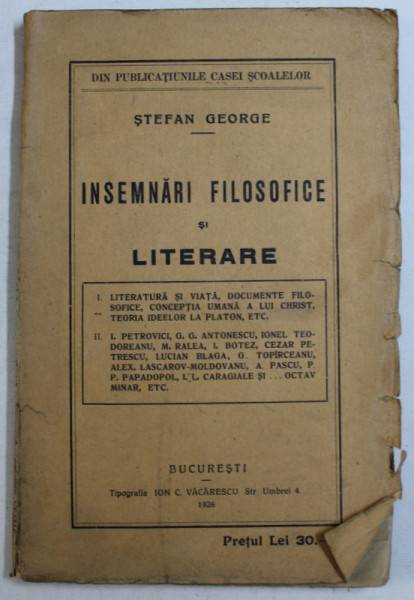 DIN PUBLICAȚIUNILE CASEI ȘCOALELOR
ȘTEFAN GEORGE
INSEMNĂRI FILOSOFICE
ȘI
LITERARE
I. LITERATURĂ ȘI VIAȚĂ, DOCUMENTE FILO-
SOFICE, CONCEPȚIA UMANĂ A LUI CHRIST,
TEORIA IDEELOR LA PLATON, ETC.
II. I. PETROVICI, G. G. ANTONESCU, IONEL TEO-
DOREANU, M. RALEA, I. BOTEZ, CEZAR PE-
TRESCU, LUCIAN BLAGA, G. TOPÎRCEANU,
ALEX. LASCAROV-MOLDOVANU, A. PASCU, P.
P. PAPADOPOL, I. L. CARAGIALE ȘI ... OCTAV
MINAR, ETC.
BUCUREȘTI
Tipografia ION C. VĂCĂRESCU Str Umbrei 4.
1926
Prețul Lei 30.-